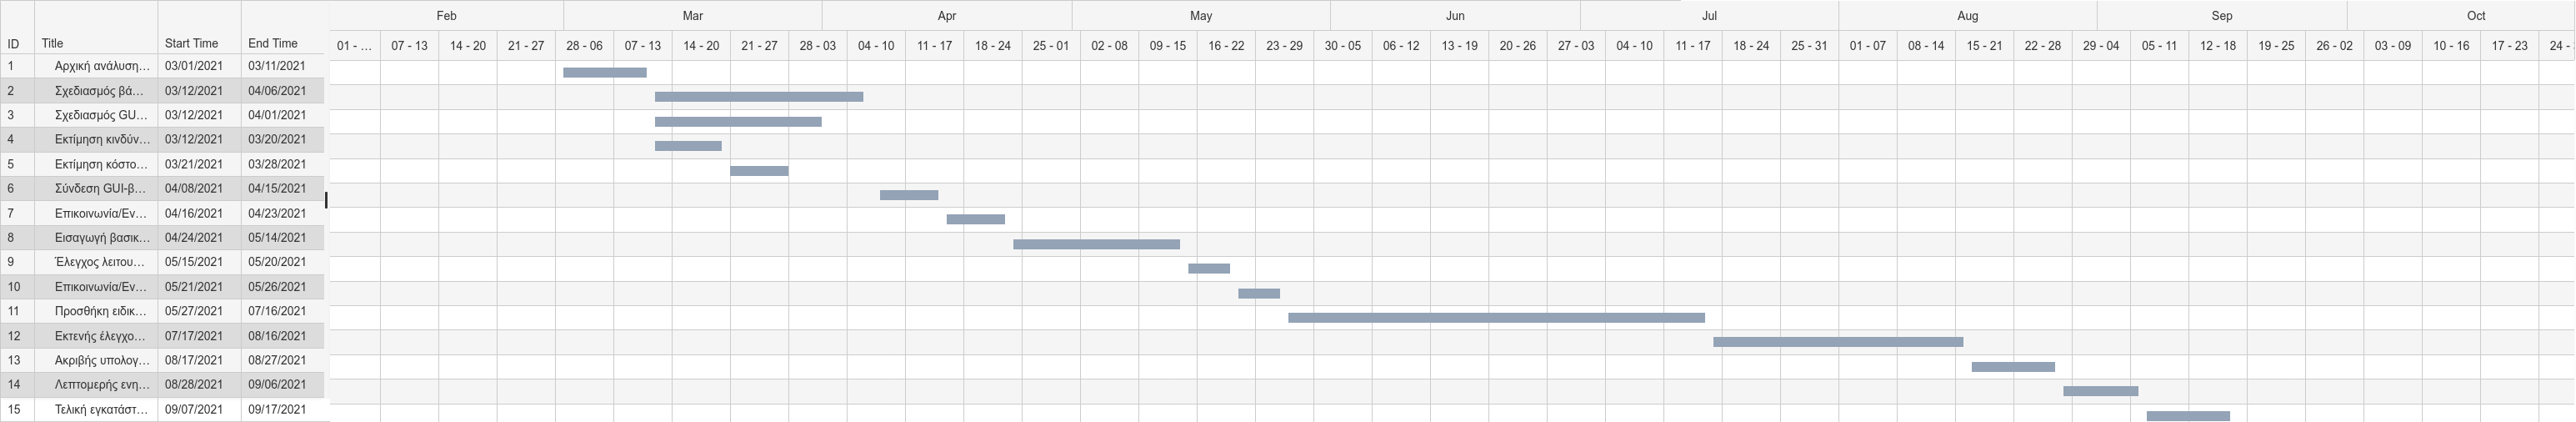 Feb Mar Apr May Jun Jul Aug Sep Oct
ID Title Start Time End Time 01 - ... 07 - 13 14 - 20 21 - 27 28 - 06 07 - 13 14 - 20 21 - 27 28 - 03 04 - 10 11 - 17 18 - 24 25 - 01 02 - 08 09 - 15 16 - 22 23 - 29 30 - 05 06 - 12 13 - 19 20 - 26 27 - 03 04 - 10 11 - 17 18 - 24 25 - 31 01 - 07 08 - 14 15 - 21 22 - 28 29 - 04 05 - 11 12 - 18 19 - 25 26 - 02 03 - 09 10 - 16 17 - 23 24 -
1 Αρχική ανάλυση... 03/01/2021 03/11/2021
2 Σχεδιασμός βά... 03/12/2021 04/06/2021
3 Σχεδιασμός GU... 03/12/2021 04/01/2021
4 Εκτίμηση κινδύν... 03/12/2021 03/20/2021
5 Εκτίμηση κόστο... 03/21/2021 03/28/2021
6 Σύνδεση GUI-β... 04/08/2021 04/15/2021
7 Επικοινωνία/Εν... 04/16/2021 04/23/2021
8 Εισαγωγή βασικ... 04/24/2021 05/14/2021
9 Έλεγχος λειτου... 05/15/2021 05/20/2021
10 Επικοινωνία/Εν... 05/21/2021 05/26/2021
11 Προσθήκη ειδικ... 05/27/2021 07/16/2021
12 Εκτενής έλεγχο... 07/17/2021 08/16/2021
13 Ακριβής υπολογ... 08/17/2021 08/27/2021
14 Λεπτομερής ενη... 08/28/2021 09/06/2021
15 Τελική εγκατάστ... 09/07/2021 09/17/2021